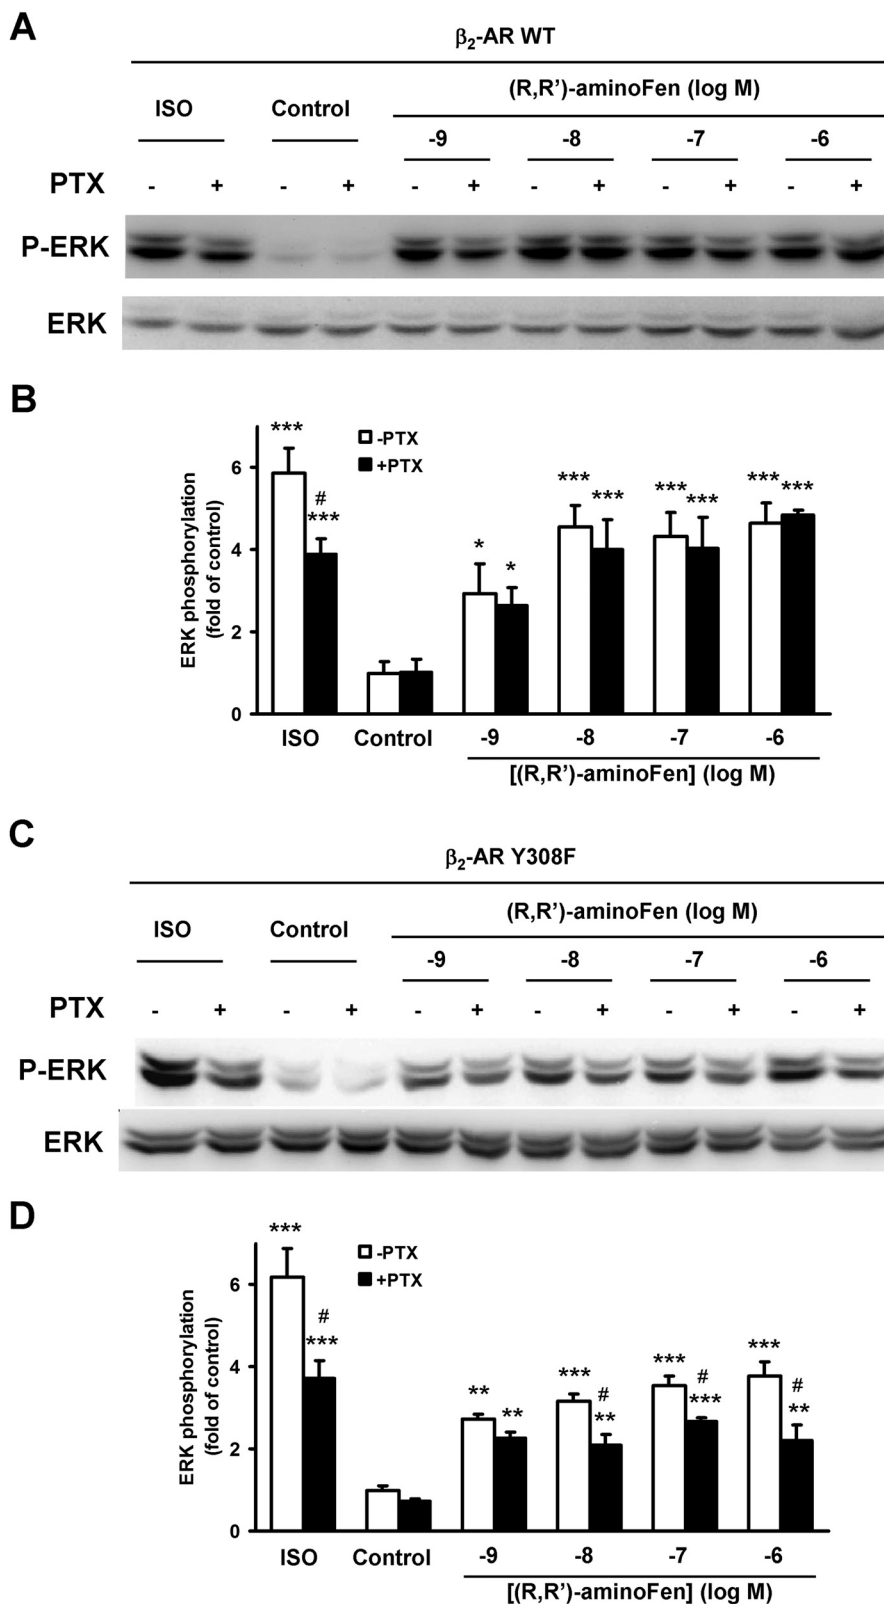 A
β2-AR WT
(R,R’)-aminoFen (log M)
ISO Control
-9 -8 -7 -6
PTX - + - + - + - + - + - +
P-ERK
ERK
B
*** -PTX
+PTX
6
4
2
0
ERK phosphorylation
(fold of control)
#
***
* *
*** ***
*** ***
*** ***
ISO Control -9 -8 -7 -6
[(R,R’)-aminoFen] (log M)
C
β2-AR Y308F
(R,R’)-aminoFen (log M)
ISO Control
-9 -8 -7 -6
PTX - + - + - + - + - + - +
P-ERK
ERK
D
*** -PTX
+PTX
6
4
2
0
ERK phosphorylation
(fold of control)
#
***
** **
*** # **
*** # ***
*** # **
ISO Control -9 -8 -7 -6
[(R,R’)-aminoFen] (log M)